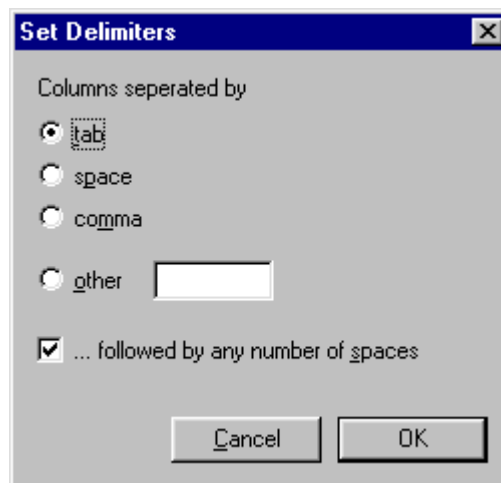 Set Delimiters
Columns seperated by
tab
space
comma
other
... followed by any number of spaces
Cancel OK